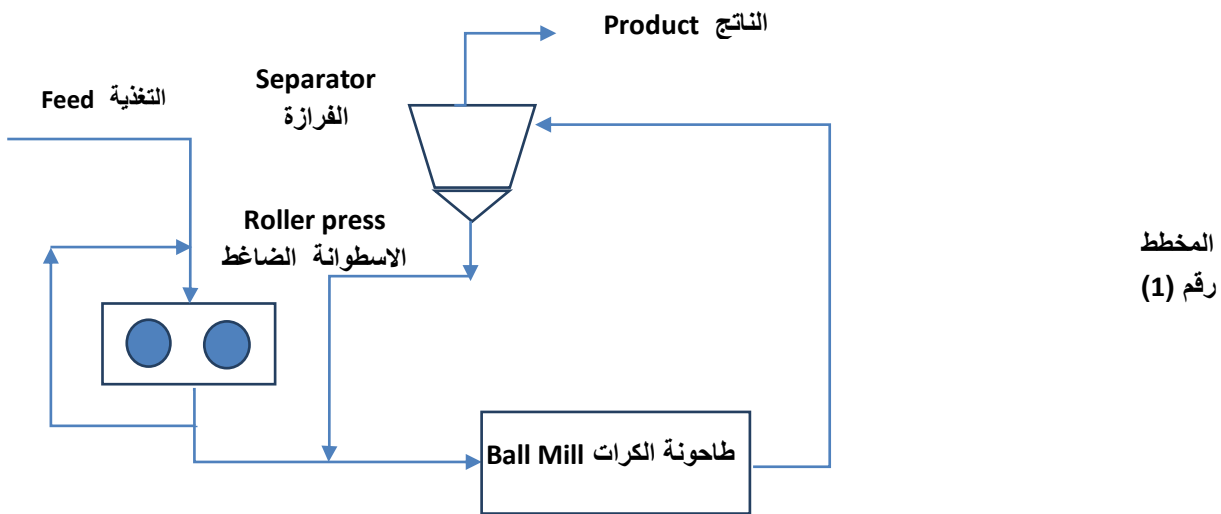 Product الناتج
Separator
الفرازة
Feed التغذية
Roller press
الاسطوانة الضاغط
المخطط
رقم (1)
Ball Mill طاحونة الكرات